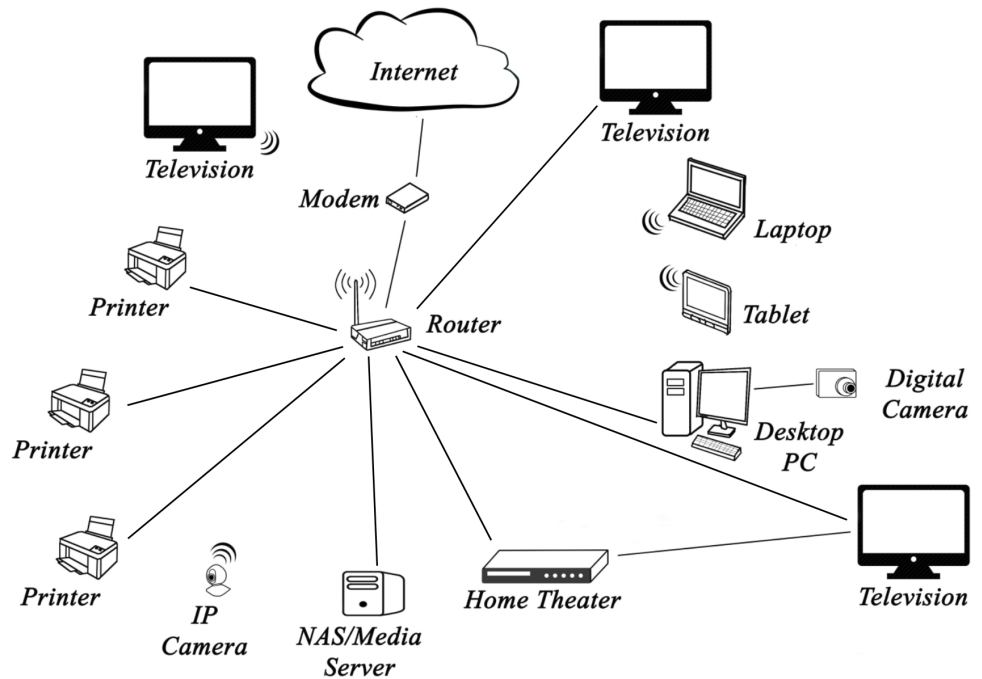 Internet
Television
Television
Modem
Laptop
Printer
Router
Tablet
Digital
Camera
Printer
Desktop
PC
Printer
IP
Camera
NAS/Media
Server
Home Theater
Television